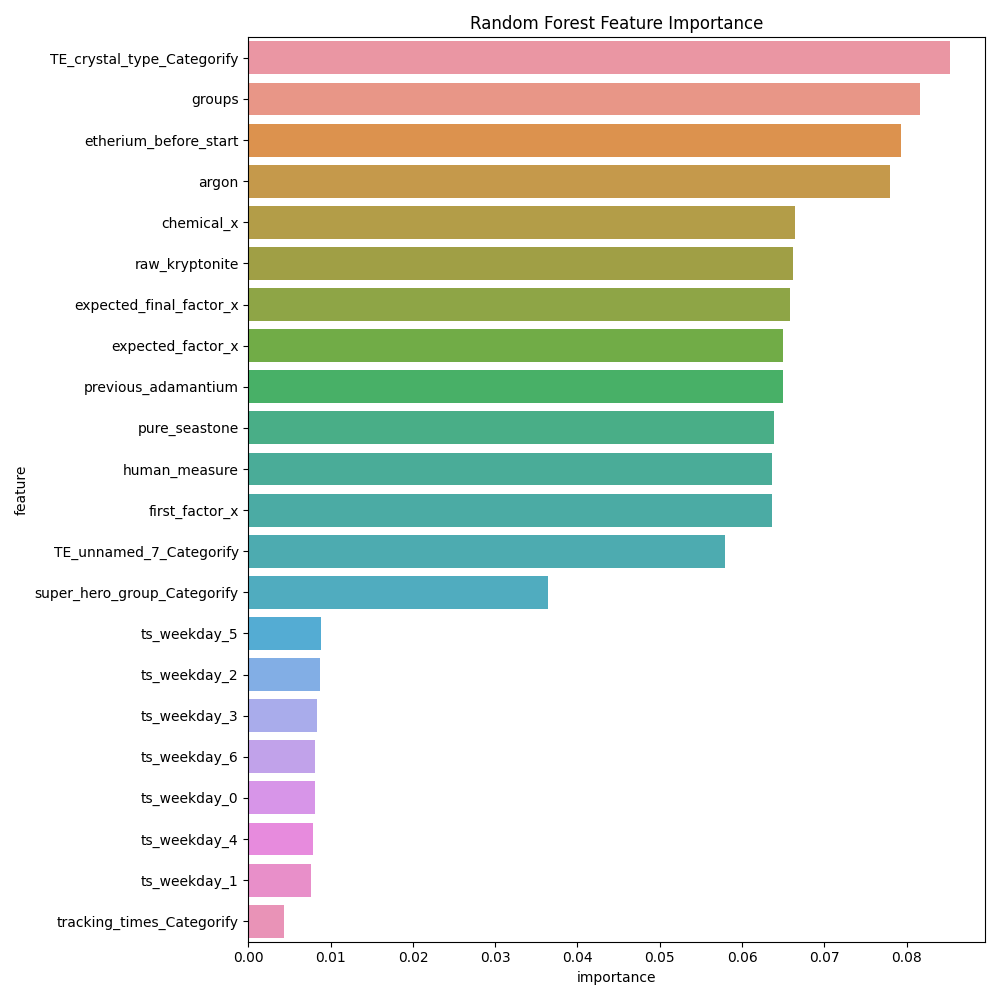 Random Forest Feature Importance
TE_crystal_type_Categorify
groups
etherium_before_start
argon
chemical_x
raw_kryptonite
expected_final_factor_x
expected_factor_x
previous_adamantium
pure_seastone
human_measure
first_factor_x
TE_unnamed_7_Categorify
super_hero_group_Categorify
ts_weekday_5
ts_weekday_2
ts_weekday_3
ts_weekday_6
ts_weekday_0
ts_weekday_4
ts_weekday_1
tracking_times_Categorify
feature
0.00 0.01 0.02 0.03 0.04 0.05 0.06 0.07 0.08
importance